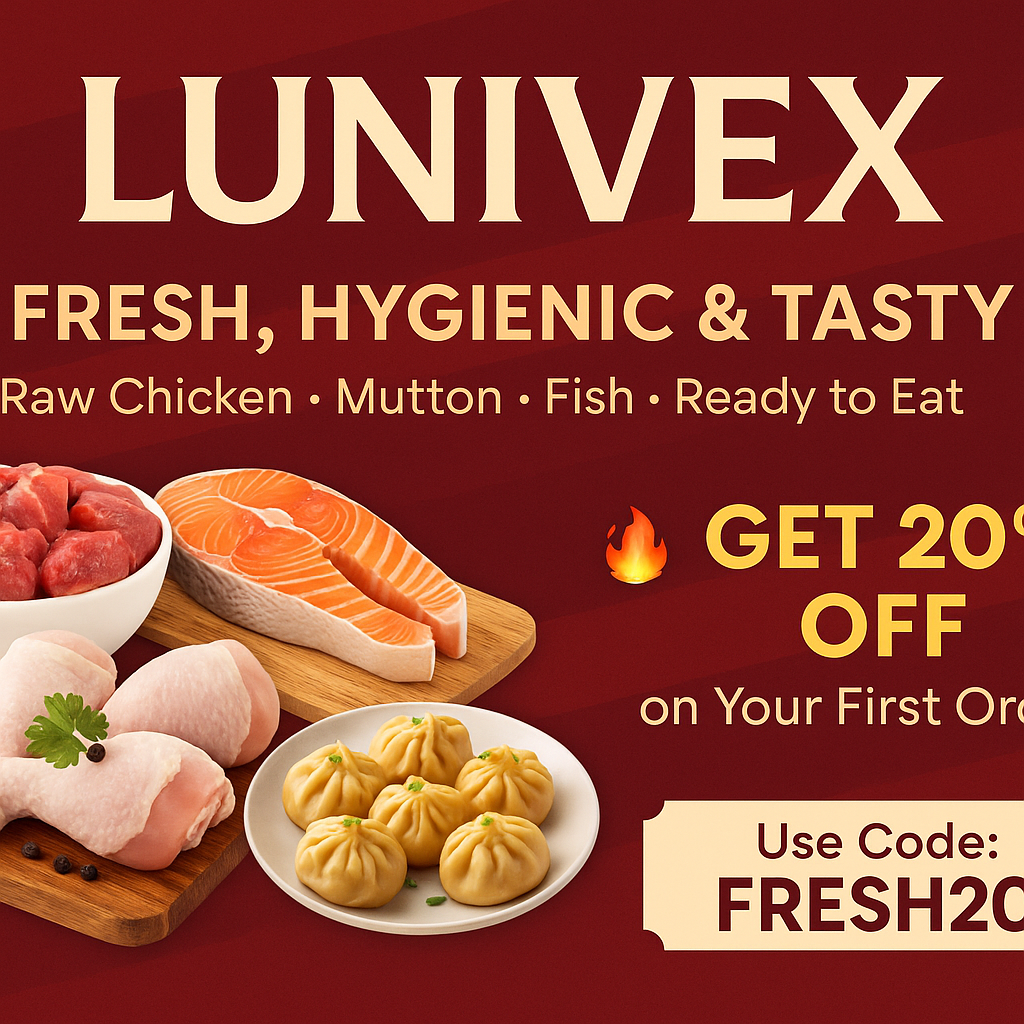 LUNIVEX
FRESH, HYGIENIC & TASTY
Raw Chicken • Mutton • Fish • Ready to Eat
🔥 GET 20%
OFF
on Your First
Use Code:
FRESH20